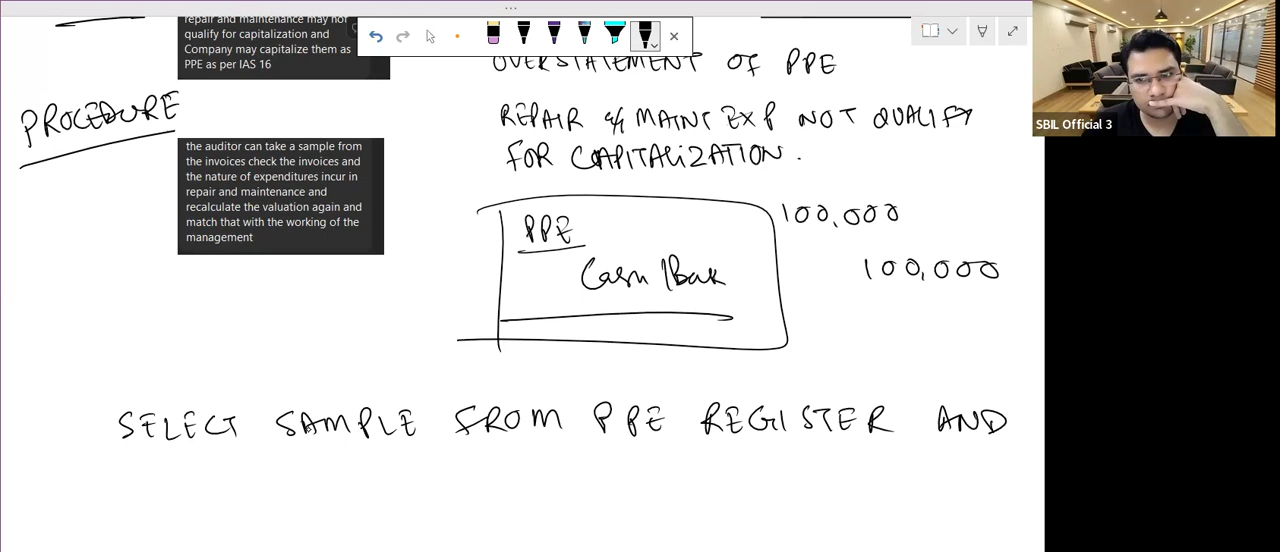 repair and maintenance may not
qualify for capitalization and
Company may capitalize them as
PPE as per IAS 16
OVERSTATEMENT OF PPE
PROCEDURE
REPAIR & MAINT EXP NOT QUALIFY
FOR CAPITALIZATION.
the auditor can take a sample from
the invoices check the invoices and
the nature of expenditures incur in
repair and maintenance and
recalculate the valuation again and
match that with the working of the
management
PPE 100,000
Cash/Bank 100,000
SELECT SAMPLE FROM PPE REGISTER AND
SBIL Official 3